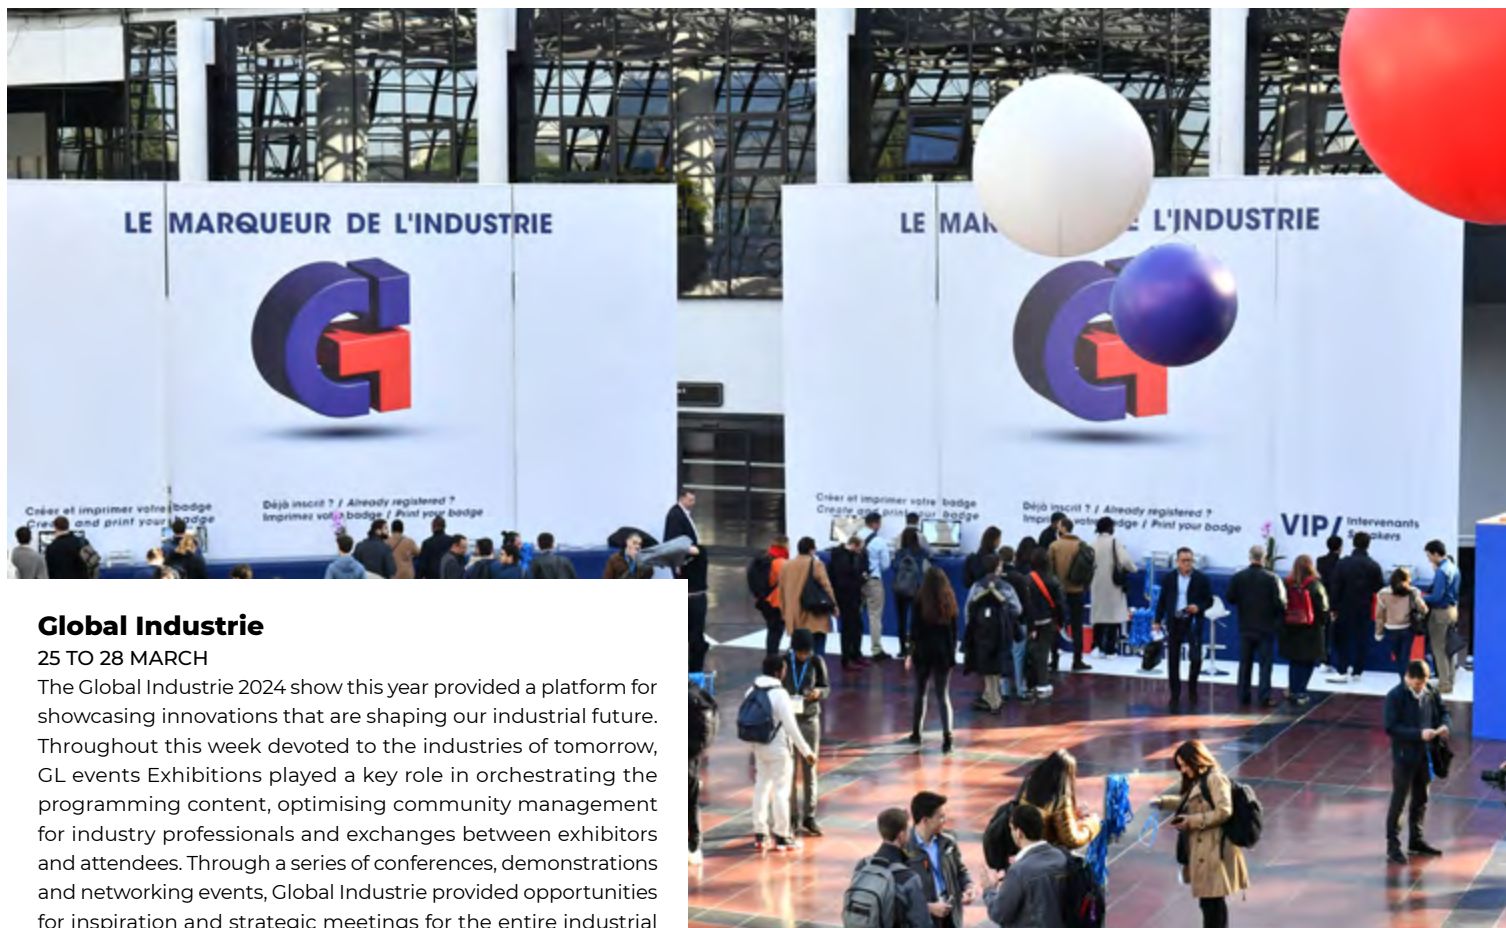 LE MARQUEUR DE L'INDUSTRIE
Créer et imprimer votre badge
Create and print your badge
Déjà inscrit ? / Already registered ?
Imprimez votre badge / Print your badge
LE MAR E L'INDUSTRIE
Créer et imprimer votre badge
Create and print your badge
Déjà inscrit ? / Already registered ?
votre badge / Print your badge
VIP/ Intervenants
Speakers
Global Industrie
25 TO 28 MARCH
The Global Industrie 2024 show this year provided a platform for
showcasing innovations that are shaping our industrial future.
Throughout this week devoted to the industries of tomorrow,
GL events Exhibitions played a key role in orchestrating the
programming content, optimising community management
for industry professionals and exchanges between exhibitors
and attendees. Through a series of conferences, demonstrations
and networking events, Global Industrie provided opportunities
for inspiration and strategic meetings for the entire industrial